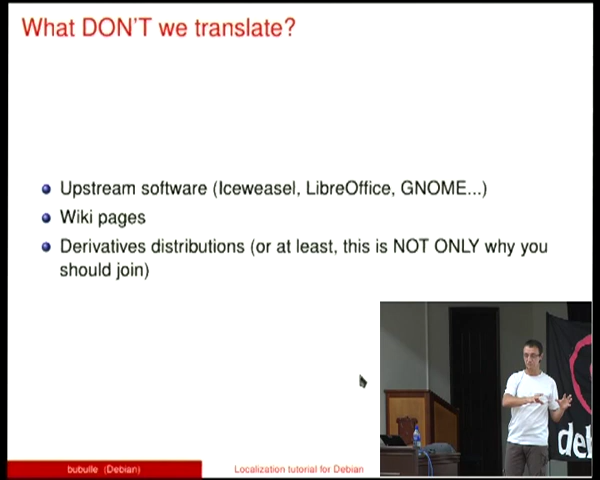 What DON'T we translate?
Upstream software (Iceweasel, LibreOffice, GNOME...)
Wiki pages
Derivatives distributions (or at least, this is NOT ONLY why you
should join)
deb
bubulle (Debian)
Localization tutorial for Debian